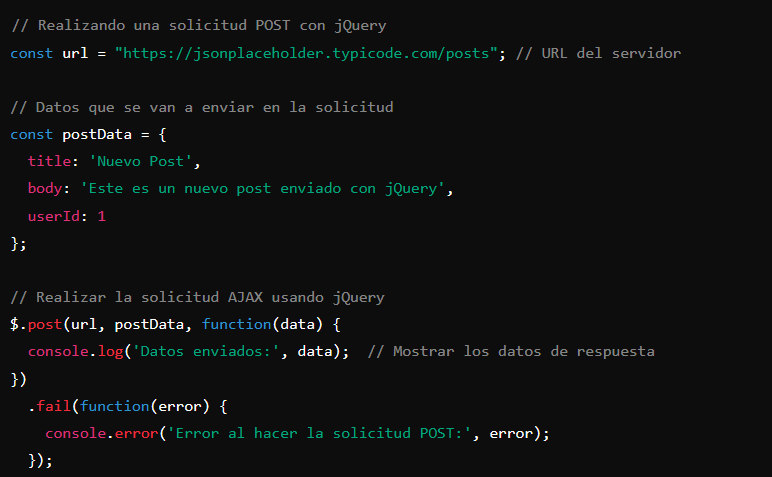 // Realizando una solicitud POST con jQuery
const url = "https://jsonplaceholder.typicode.com/posts"; // URL del servidor

// Datos que se van a enviar en la solicitud
const postData = {
  title: 'Nuevo Post',
  body: 'Este es un nuevo post enviado con jQuery',
  userId: 1
};

// Realizar la solicitud AJAX usando jQuery
$.post(url, postData, function(data) {
  console.log('Datos enviados:', data);  // Mostrar los datos de respuesta
})
  .fail(function(error) {
    console.error('Error al hacer la solicitud POST:', error);
  });